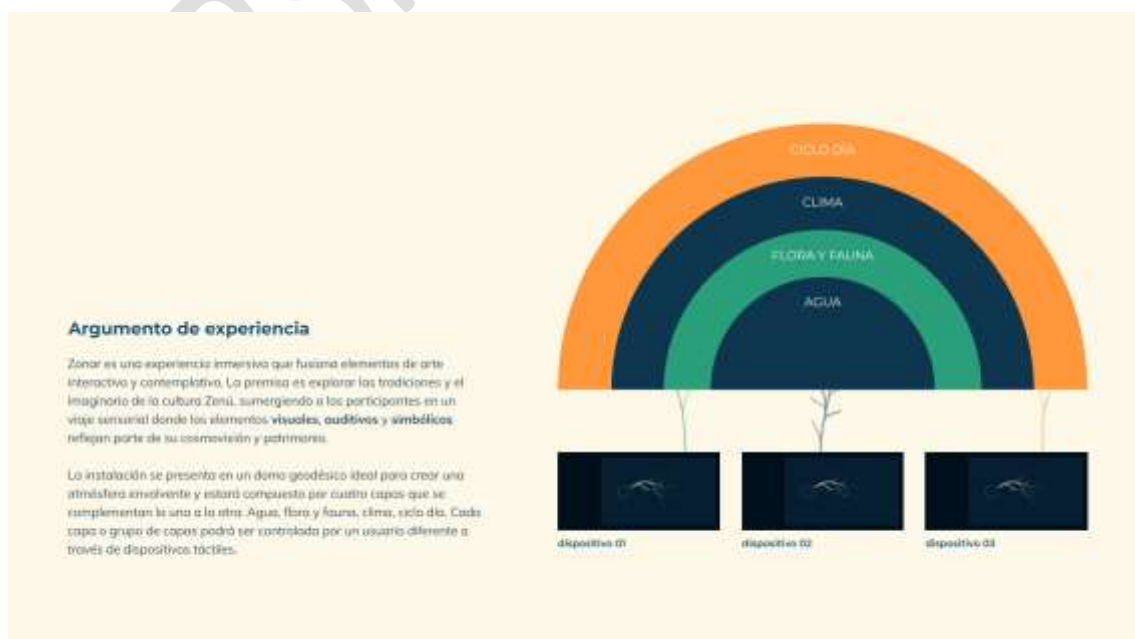 Argumento de experiencia
Zonar es una experiencia inmersiva que fusiona elementos de arte
interactivo y contemplativo. La premisa es explorar las tradiciones y el
imaginario de la cultura Zenú, sumergiendo a los participantes en un
viaje sensorial donde los elementos visuales, auditivos y simbólicos
reflejan parte de su cosmovisión y patrimonio.
La instalación se presenta en un domo geodésico ideal para crear una
atmósfera envolvente y estará compuesto por cuatro capas que se
complementan la una a la otra. Agua, flora y fauna, clima, ciclo día. Cada
capa o grupo de capas podrá ser controlada por un usuario diferente a
través de dispositivos táctiles.
CICLO DÍA
CLIMA
FLORA Y FAUNA
AGUA
dispositivo 01
dispositivo 02
dispositivo 03